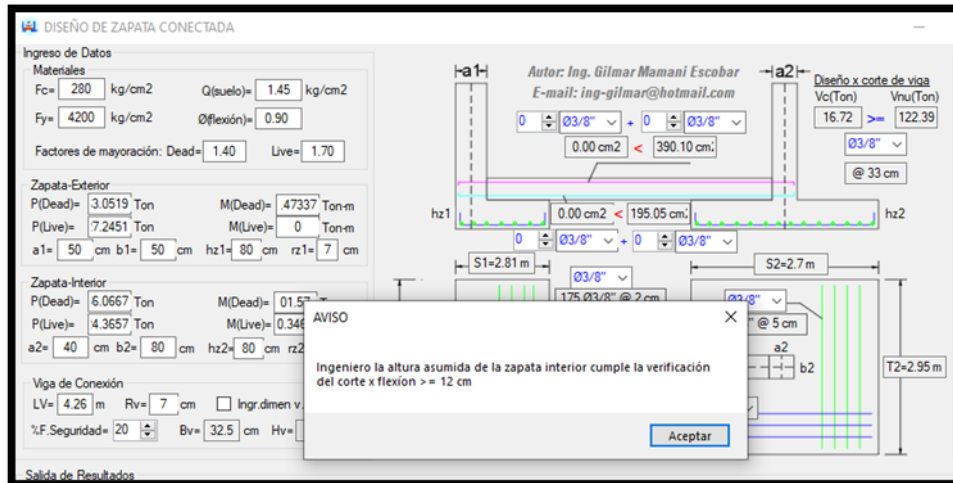 DISEÑO DE ZAPATA CONECTADA
Ingreso de Datos
Materiales
Fc= 280 kg/cm2 Q(suelo)= 1.45 kg/cm2
Fy= 4200 kg/cm2 Ø(flexión)= 0.90
Factores de mayoración: Dead= 1.40 Live= 1.70
Zapata-Exterior
P(Dead)= 3.0519 Ton M(Dead)= .47337 Ton-m
P(Live)= 7.2451 Ton M(Live)= 0 Ton-m
a1= 50 cm b1= 50 cm hz1= 80 cm rz1= 7 cm
Zapata-Interior
P(Dead)= 6.0667 Ton M(Dead)= 01.57
P(Live)= 4.3657 Ton M(Live)= 0.346
a2= 40 cm b2= 80 cm hz2= 80 cm rz2
Viga de Conexión
LV= 4.26 m Rv= 7 cm Ingr.dimen v.
%F.Seguridad= 20 Bv= 32.5 cm Hv=
Salida de Resultados
a1 Autor: Ing. Gilmar Mamani Escobar a2
E-mail: ing-gilmar@hotmail.com
Diseño x corte de viga
Vc(Ton) Vnu(Ton)
16.72 >= 122.39
Ø3/8"
@ 33 cm
0 Ø3/8" + 0 Ø3/8"
0.00 cm2 < 390.10 cm
hz1 0.00 cm2 < 195.05 cm hz2
0 Ø3/8" + 0 Ø3/8"
S1=2.81 m S2=2.7 m
Ø3/8"
175 Ø3/8" @ 2 cm
Ø3/8"
" @ 5 cm
a2
b2
T2=2.95 m
AVISO
Ingeniero la altura asumida de la zapata interior cumple la verificación
del corte x flexíon > = 12 cm
Aceptar